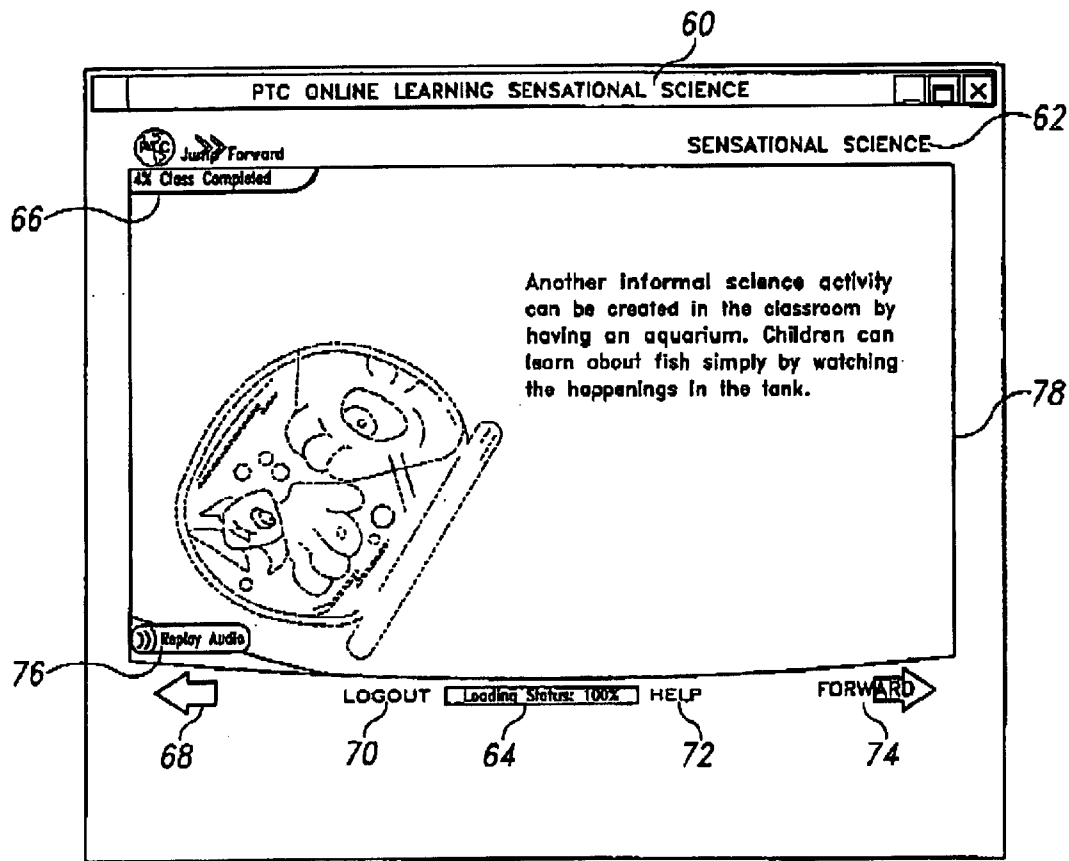 60
PTC ONLINE LEARNING SENSATIONAL SCIENCE
62
PTC Jump Forward
SENSATIONAL SCIENCE
4% Class Completed
66
Another informal science activity
can be created in the classroom by
having an aquarium. Children can
learn about fish simply by watching
the happenings in the tank.
78
Replay Audio
76
LOGOUT
Loading Status: 100%
HELP
FORWARD
68
70
64
72
74